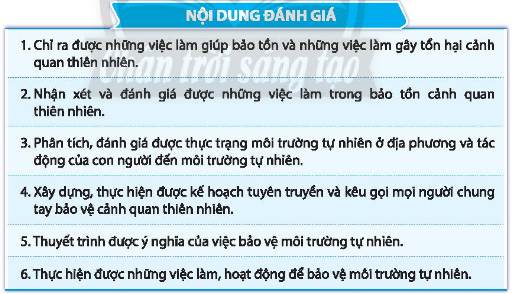 NỘI DUNG ĐÁNH GIÁ
1. Chỉ ra được những việc làm giúp bảo tồn và những việc làm gây tổn hại cảnh
quan thiên nhiên.
Chân trời sáng tạo
2. Nhận xét và đánh giá được những việc làm trong bảo tồn cảnh quan
thiên nhiên.
3. Phân tích, đánh giá được thực trạng môi trường tự nhiên ở địa phương và tác
động của con người đến môi trường tự nhiên.
4. Xây dựng, thực hiện được kế hoạch tuyên truyền và kêu gọi mọi người chung
tay bảo vệ cảnh quan thiên nhiên.
5. Thuyết trình được ý nghĩa của việc bảo vệ môi trường tự nhiên.
6. Thực hiện được những việc làm, hoạt động để bảo vệ môi trường tự nhiên.